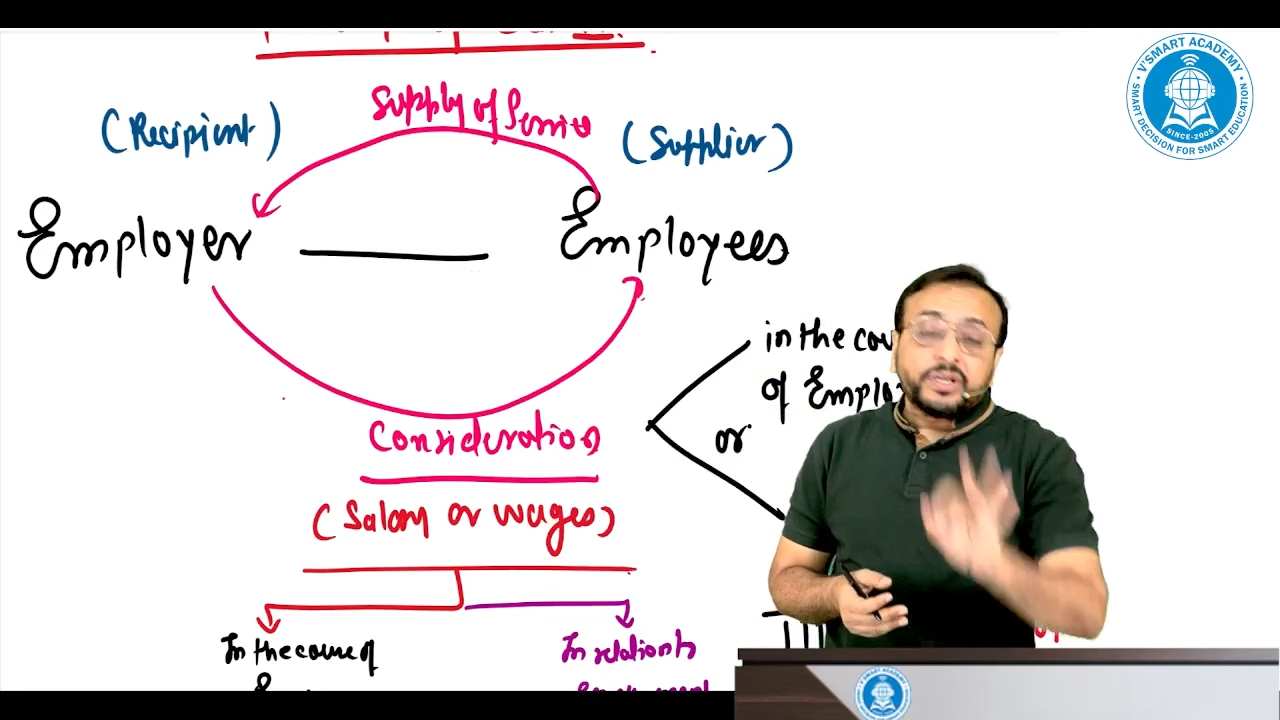 V'SMART ACADEMY
SMART DECISION FOR SMART EDUCATION
SINCE-2005
Supply of Service
(Recipient)
(Supplier)
Employer
Employees
in the cou
of Emplo
or
Consideration
(Salary or wages)
In the course of
In relation to